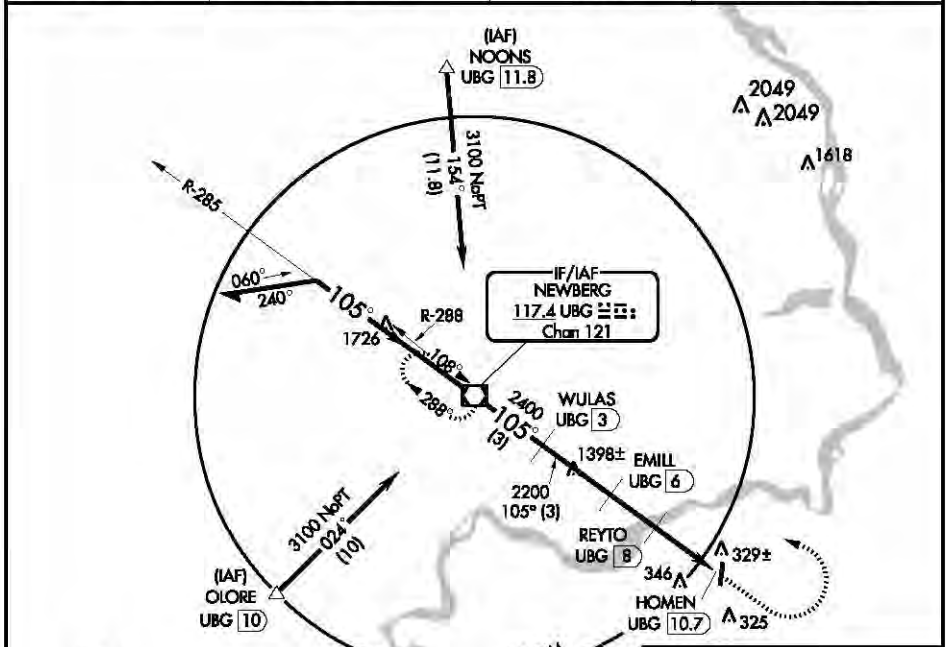 (IAF)
NOONS
UBG 11.8
2049
2049
1618
3100 NoPT
154°
(11.8)
R-285
060°
240°
105°
1726
R-288
108°
288°
IF/IAF
NEWBERG
117.4 UBG
Chan 121
2400
105°
(3)
WULAS
UBG 3
1398±
EMILL
UBG 6
2200
105° (3)
REYTO
UBG 8
3100 NoPT
024°
(10)
(IAF)
OLORE
UBG 10
329±
346
HOMEN
UBG 10.7
325